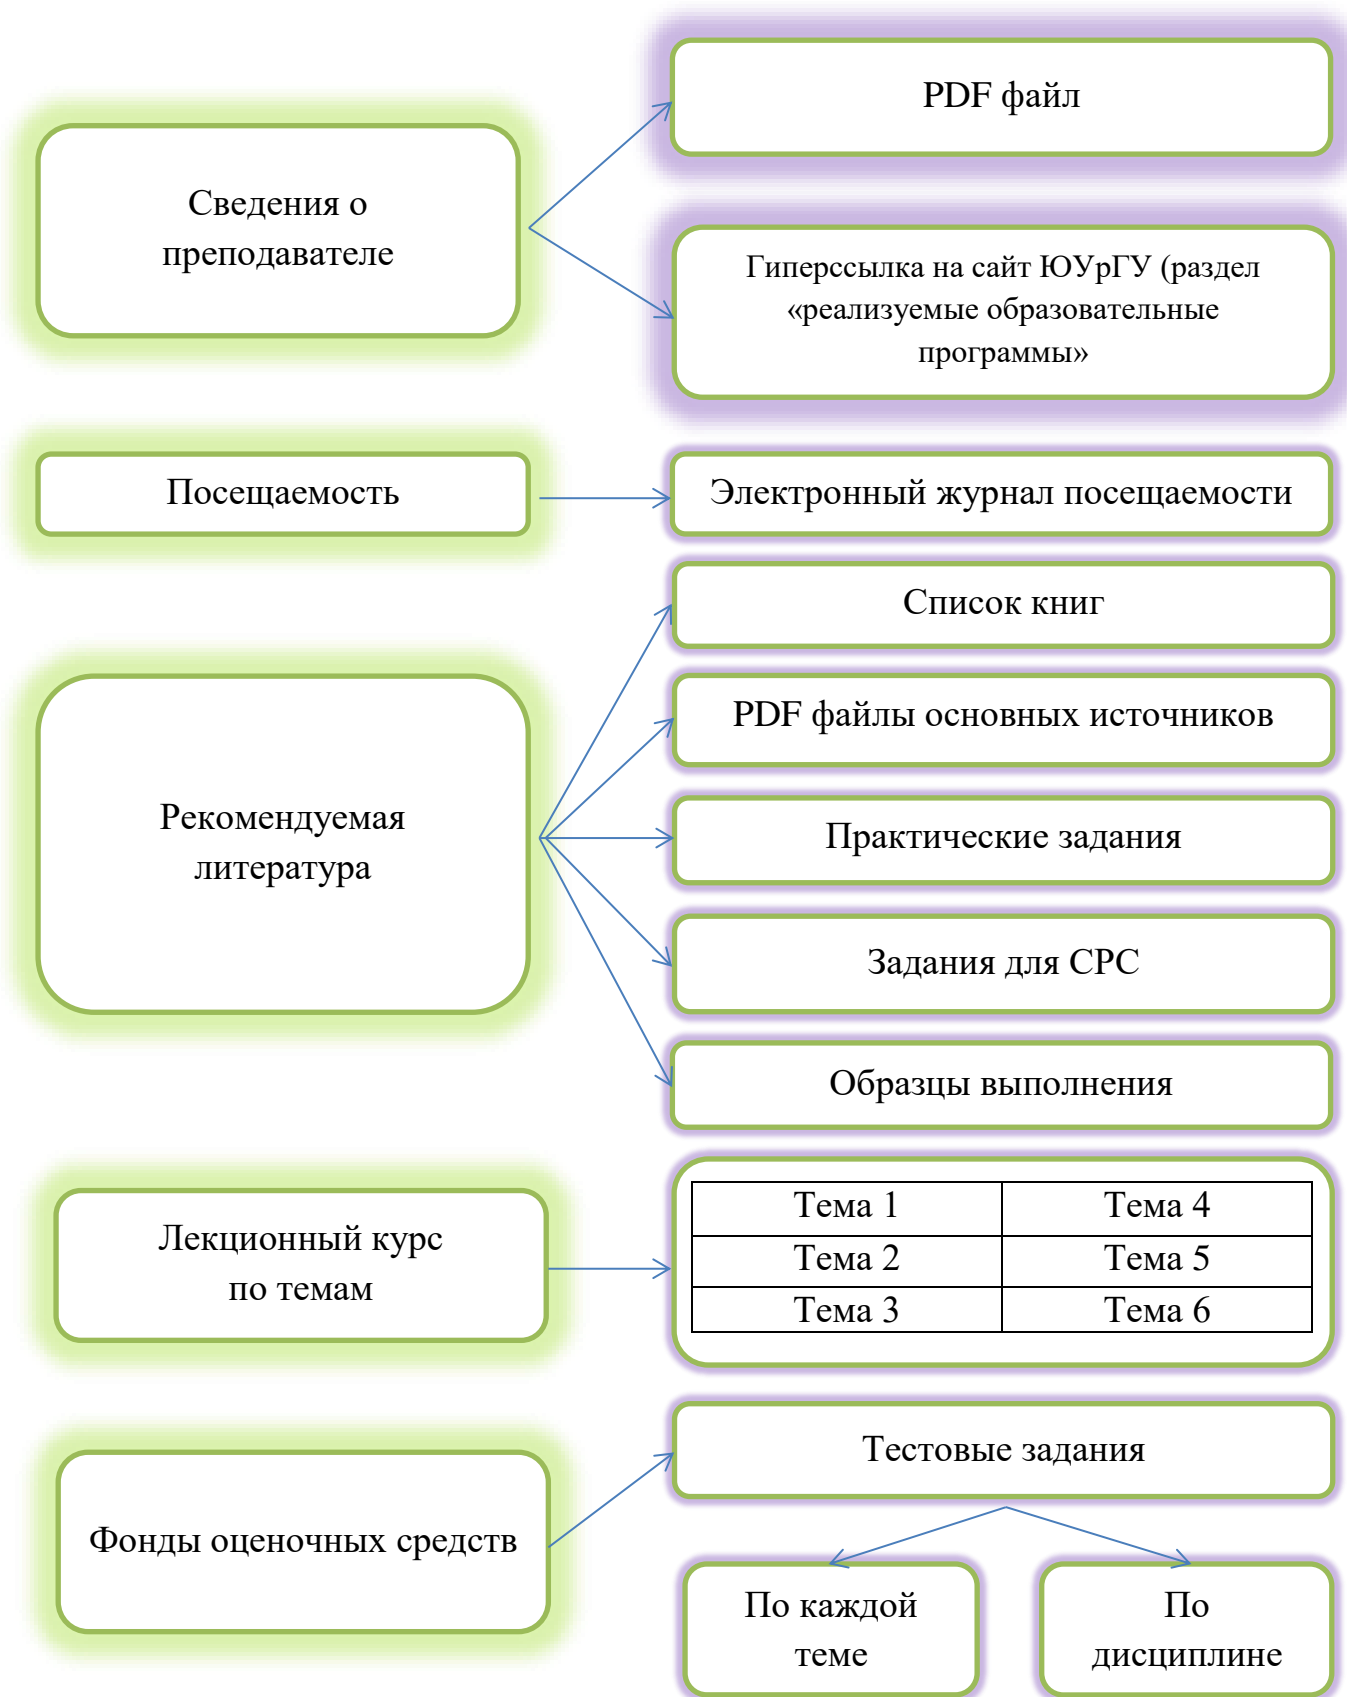 PDF файл
Сведения о
преподавателе
Гиперссылка на сайт ЮУрГУ (раздел
«реализуемые образовательные
программы»
Посещаемость
Электронный журнал посещаемости
Список книг
PDF файлы основных источников
Рекомендуемая
литература
Практические задания
Задания для СРС
Образцы выполнения
Лекционный курс
по темам
Тема 1 Тема 4
Тема 2 Тема 5
Тема 3 Тема 6
Тестовые задания
Фонды оценочных средств
По каждой
теме
По
дисциплине